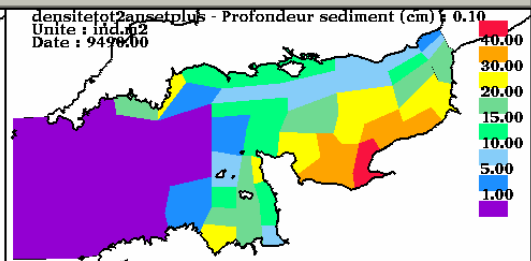 densitetot2ansetplus - Profondeur sediment (cm) : 0.10
Unite : ind.m2
Date : 9490.00
40.00
30.00
20.00
15.00
10.00
5.00
1.00